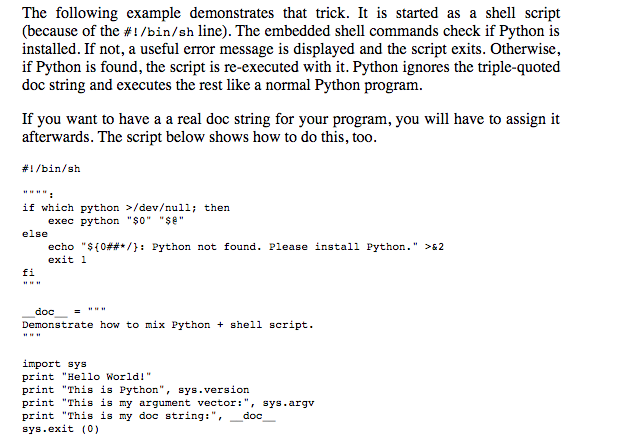 The following example demonstrates that trick. It is started as a shell script
(because of the #!/bin/sh line). The embedded shell commands check if Python is
installed. If not, a useful error message is displayed and the script exits. Otherwise,
if Python is found, the script is re-executed with it. Python ignores the triple-quoted
doc string and executes the rest like a normal Python program.
If you want to have a a real doc string for your program, you will have to assign it
afterwards. The script below shows how to do this, too.
#!/bin/sh
"""":
if which python >/dev/null; then
    exec python "$0" "$@"
else
    echo "${0##*/}: Python not found. Please install Python." >&2
    exit 1
fi
"""
__doc__ = """
Demonstrate how to mix Python + shell script.
"""
import sys
print "Hello World!"
print "This is Python", sys.version
print "This is my argument vector:", sys.argv
print "This is my doc string:", __doc__
sys.exit (0)